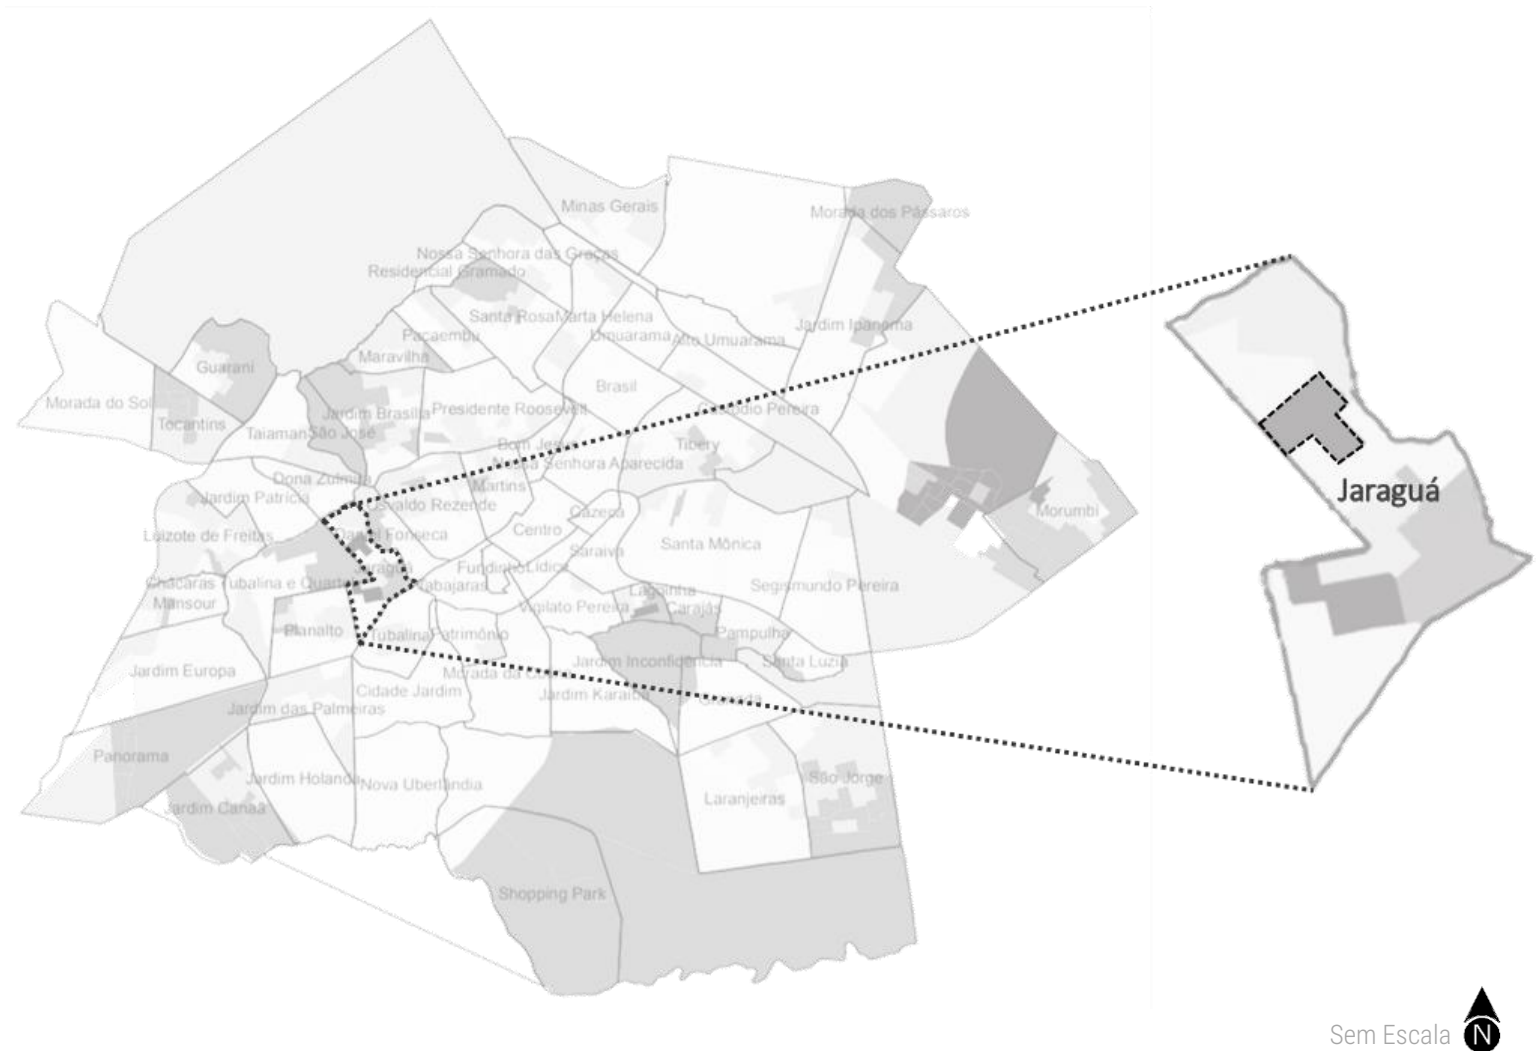 Minas Gerais
Morada dos Pássaros
Nossa Senhora das Graças
Residencial Gramado
Santa Rosa
Marta Helena
Jardim Ipanema
Pacaembu
Umuarama
Alto Umuarama
Maravilha
Guarani
Brasil
Morada do Sol
Tocantins
Jardim Brasília
Presidente Roosevelt
Custódio Pereira
Taiaman
São José
Bom Jesus
Tibery
Nossa Senhora Aparecida
Dona Zulmira
Martins
Jardim Patrícia
Osvaldo Rezende
Jaraguá
Cazeca
Morumbi
Luizote de Freitas
Daniel Fonseca
Centro
Santa Mônica
Saraiva
Jaraguá
Fundinho
Lídice
Chácaras Tubalina e Quartel
Tabajaras
Segismundo Pereira
Lagoinha
Mansour
Vigilato Pereira
Carajás
Planalto
Tubalina
Patrimônio
Pampulha
Jardim Inconfidência
Santa Luzia
Jardim Europa
Morada da
Cidade Jardim
Jardim Karaíba
Granada
Jardim das Palmeiras
Panorama
Jardim Holanda
Nova Uberlândia
São Jorge
Laranjeiras
Jardim Canaã
Shopping Park
Sem Escala
N